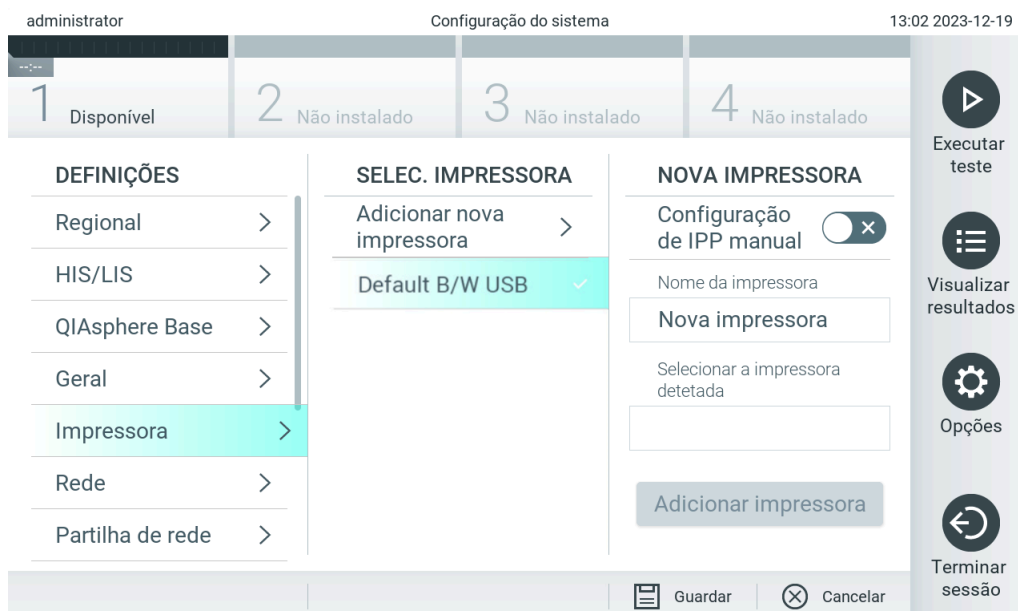 administrator
Configuração do sistema
13:02 2023-12-19
--:--
1 Disponível
2 Não instalado
3 Não instalado
4 Não instalado
DEFINIÇÕES
Regional
HIS/LIS
QIAsphere Base
Geral
Impressora
Rede
Partilha de rede
SELEC. IMPRESSORA
Adicionar nova
impressora
Default B/W USB
NOVA IMPRESSORA
Configuração
de IPP manual
Nome da impressora
Nova impressora
Selecionar a impressora
detetada
Adicionar impressora
Guardar
Cancelar
Executar
teste
Visualizar
resultados
Opções
Terminar
sessão